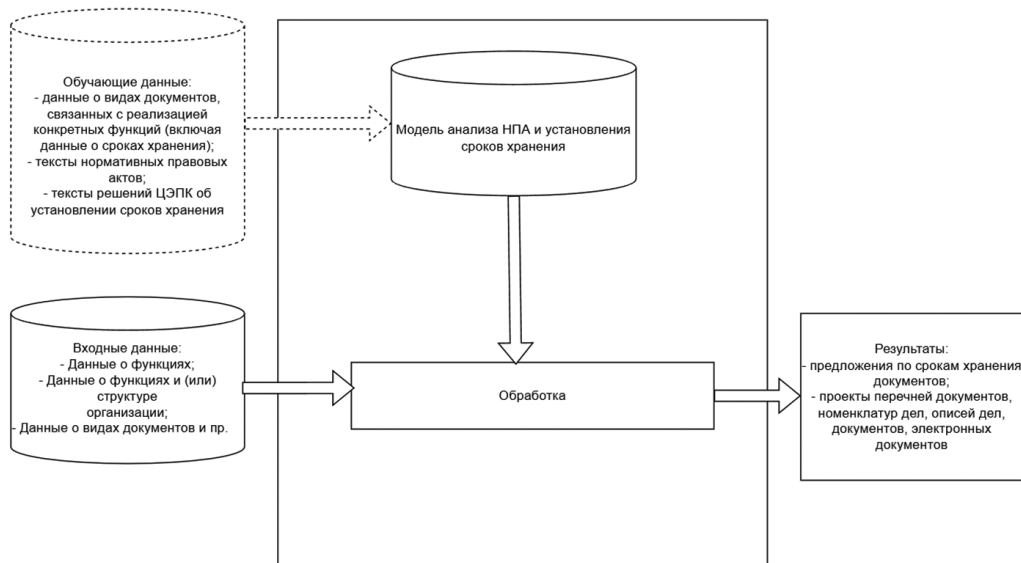 Обучающие данные:
- данные о видах документов,
связанных с реализацией
конкретных функций (включая
данные о сроках хранения);
- тексты нормативных правовых
актов;
- тексты решений ЦЭПК об
установлении сроков хранения
Модель анализа НПА и установления
сроков хранения
Входные данные:
- Данные о функциях;
- Данные о функциях и (или)
структуре
организации;
- Данные о видах документов и пр.
Обработка
Результаты:
- предложения по срокам хранения
документов;
- проекты перечней документов,
номенклатур дел, описей дел,
документов, электронных
документов